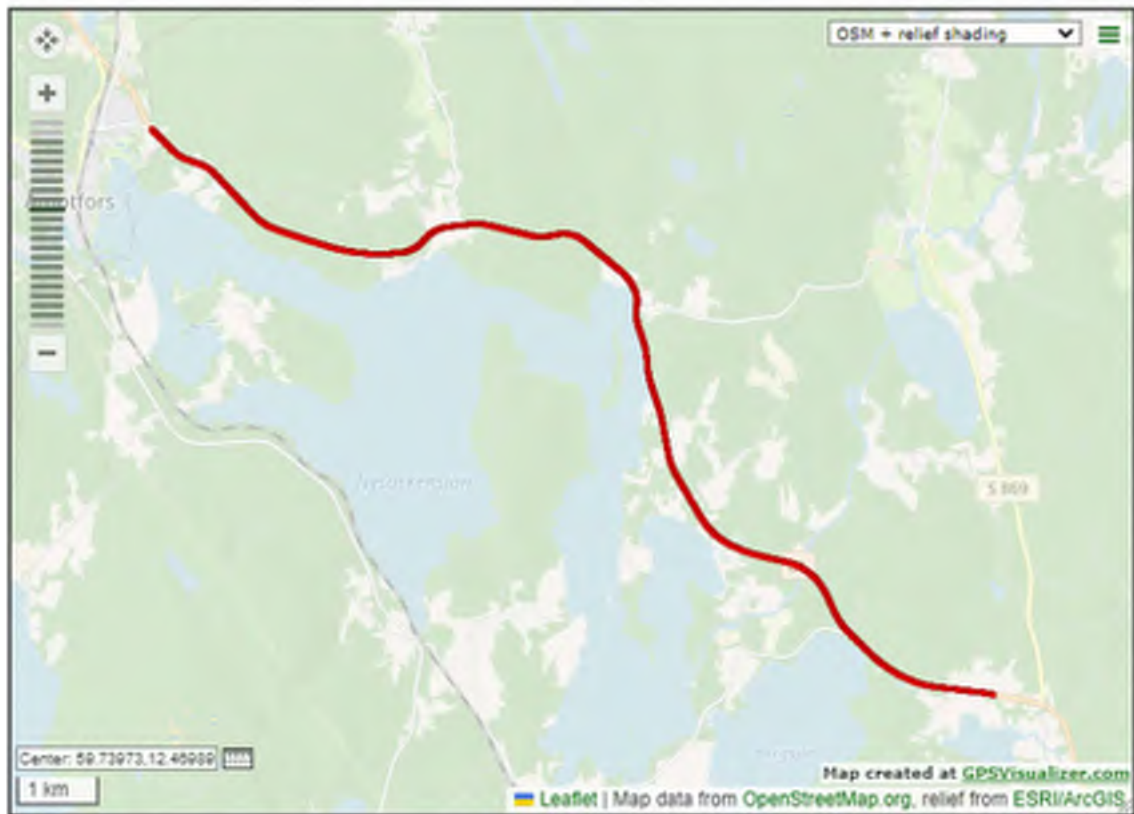 OSM + relief shading
S 869
Center: 59.73973,12.46989
1 km
Map created at GPSVisualizer.com
Leaflet | Map data from OpenStreetMap.org, relief from ESRI/ArcGIS